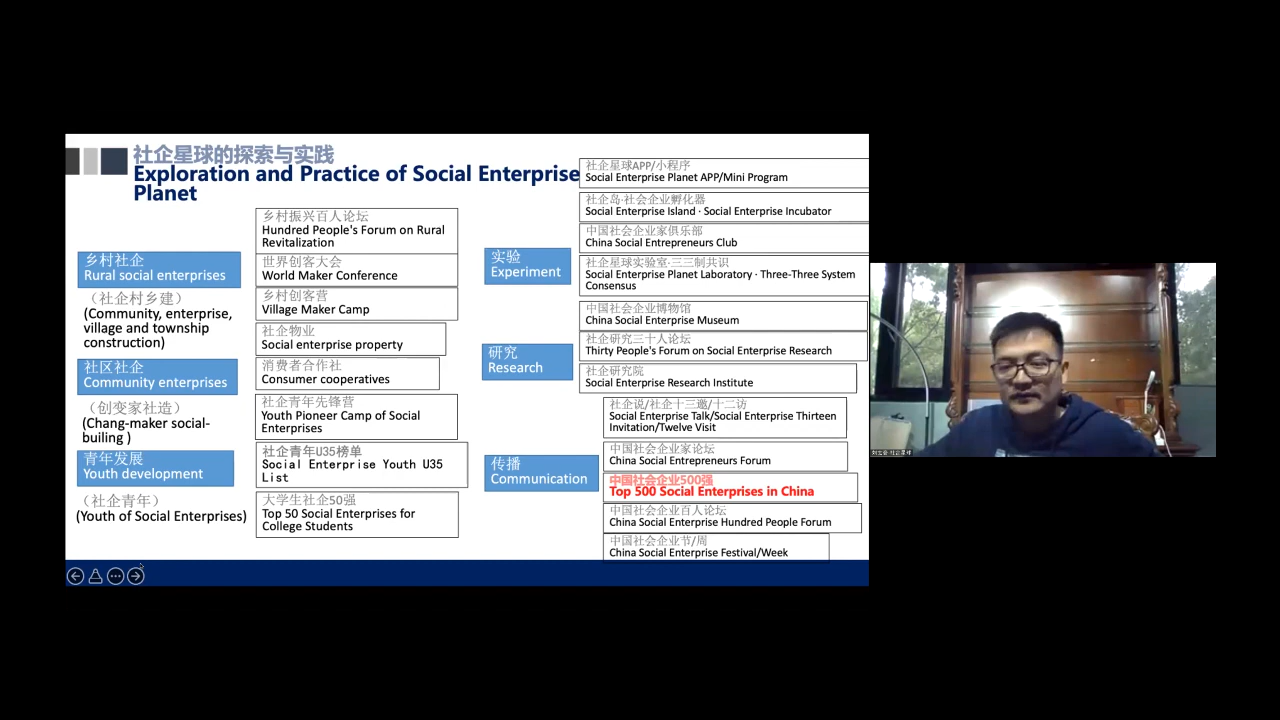 社企星球的探索与实践
Exploration and Practice of Social Enterprise
Planet
乡村社企
Rural social enterprises
（社企村乡建）
(Community, enterprise,
village and township
construction)
社区社企
Community enterprises
（创变家社造）
(Chang-maker social-
builing )
青年发展
Youth development
（社企青年）
(Youth of Social Enterprises)
乡村振兴百人论坛
Hundred People's Forum on Rural
Revitalization
世界创客大会
World Maker Conference
乡村创客营
Village Maker Camp
社企物业
Social enterprise property
消费者合作社
Consumer cooperatives
社企青年先锋营
Youth Pioneer Camp of Social
Enterprises
社企青年U35榜单
Social Enterprise Youth U35
List
大学生社企50强
Top 50 Social Enterprises for
College Students
实验
Experiment
研究
Research
传播
Communication
社企星球APP/小程序
Social Enterprise Planet APP/Mini Program
社企岛·社会企业孵化器
Social Enterprise Island · Social Enterprise Incubator
中国社会企业家俱乐部
China Social Entrepreneurs Club
社企星球实验室·三三制共识
Social Enterprise Planet Laboratory · Three-Three System
Consensus
中国社会企业博物馆
China Social Enterprise Museum
社企研究三十人论坛
Thirty People's Forum on Social Enterprise Research
社企研究院
Social Enterprise Research Institute
社企说/社企十三邀/十二访
Social Enterprise Talk/Social Enterprise Thirteen
Invitation/Twelve Visit
中国社会企业家论坛
China Social Entrepreneurs Forum
中国社会企业500强
Top 500 Social Enterprises in China
中国社会企业百人论坛
China Social Enterprise Hundred People Forum
中国社会企业节/周
China Social Enterprise Festival/Week